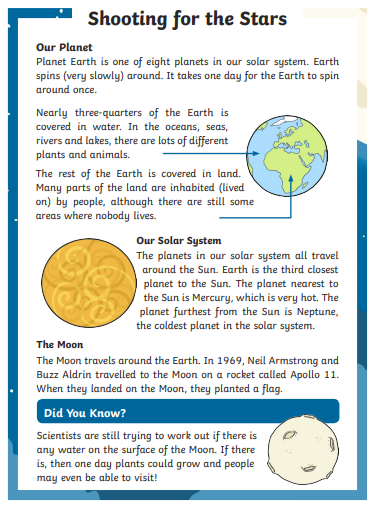 Shooting for the Stars
Our Planet
Planet Earth is one of eight planets in our solar system. Earth
spins (very slowly) around. It takes one day for the Earth to spin
around once.
Nearly three-quarters of the Earth is
covered in water. In the oceans, seas,
rivers and lakes, there are lots of different
plants and animals.
The rest of the Earth is covered in land.
Many parts of the land are inhabited (lived
on) by people, although there are still some
areas where nobody lives.
Our Solar System
The planets in our solar system all travel
around the Sun. Earth is the third closest
planet to the Sun. The planet nearest to
the Sun is Mercury, which is very hot. The
planet furthest from the Sun is Neptune,
the coldest planet in the solar system.
The Moon
The Moon travels around the Earth. In 1969, Neil Armstrong and
Buzz Aldrin travelled to the Moon on a rocket called Apollo 11.
When they landed on the Moon, they planted a flag.
Did You Know?
Scientists are still trying to work out if there is
any water on the surface of the Moon. If there
is, then one day plants could grow and people
may even be able to visit!